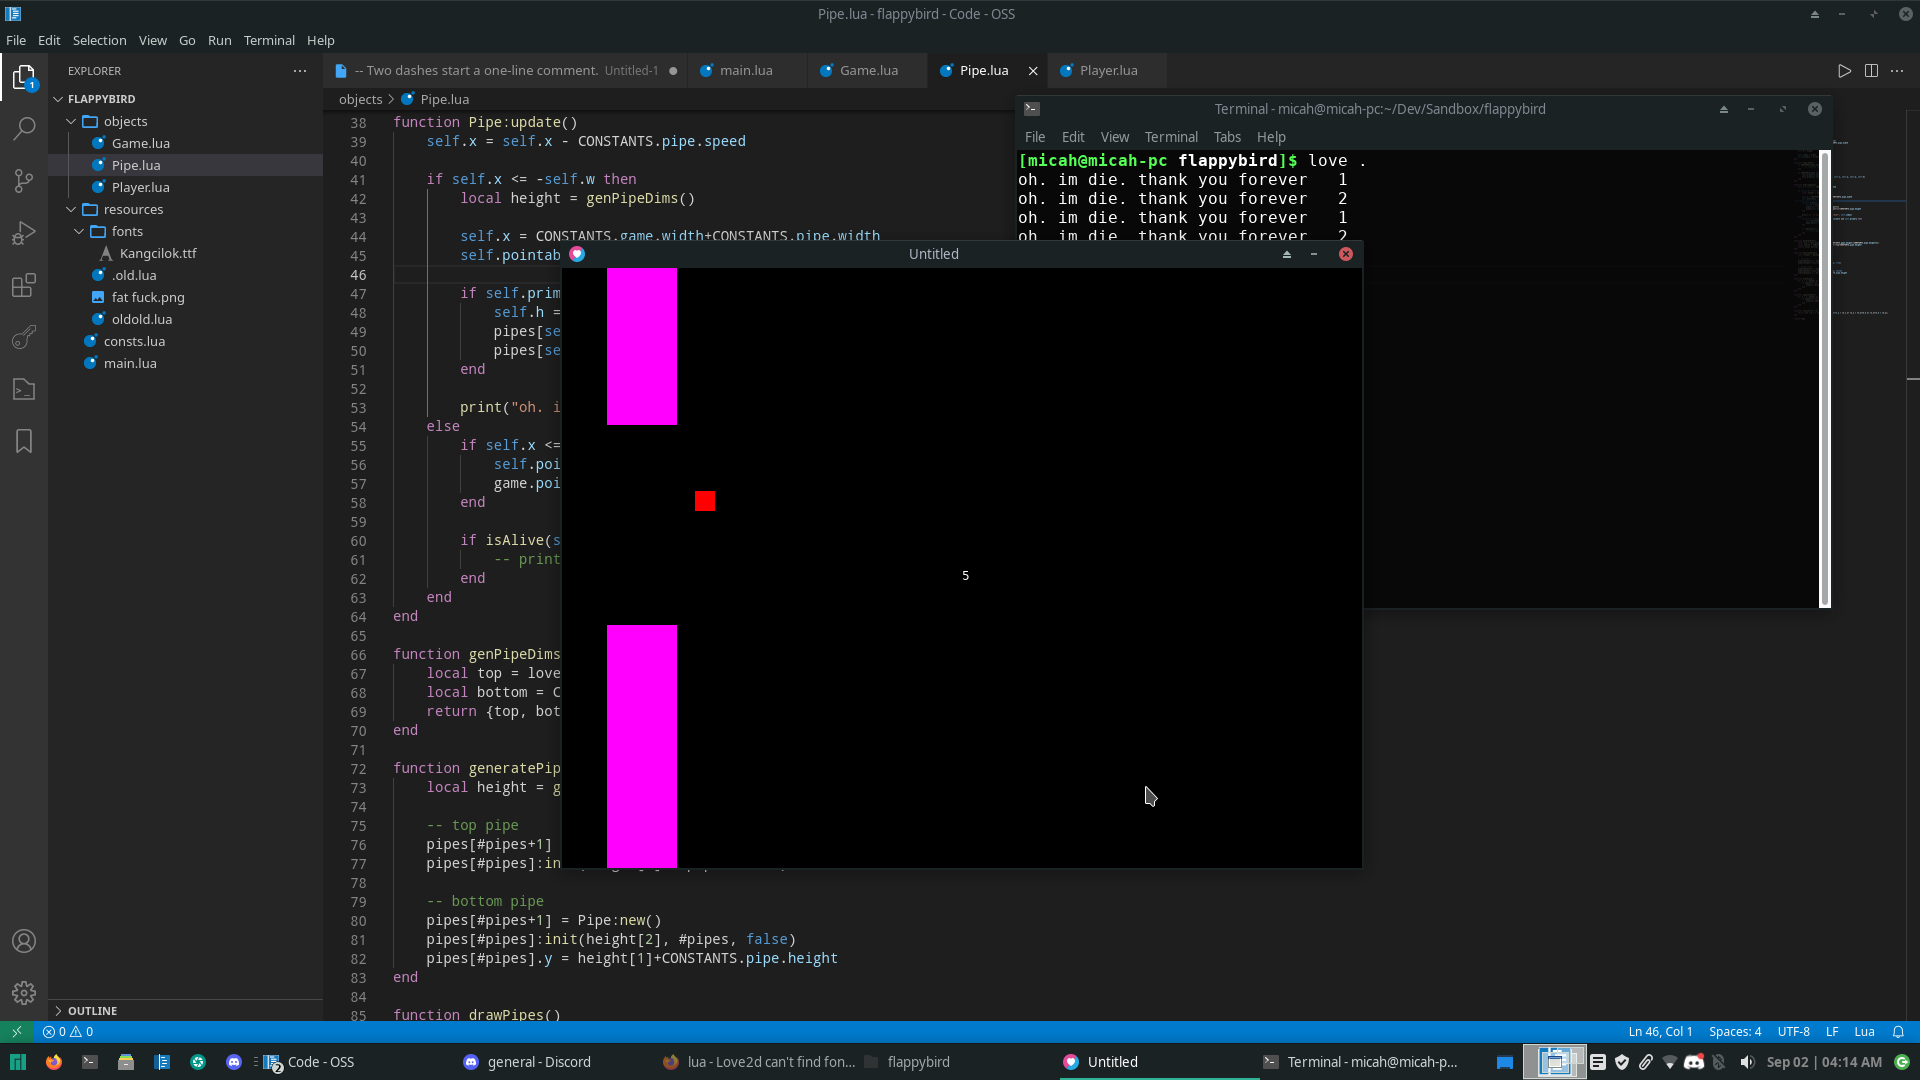 Pipe.lua - flappybird - Code - OSS
File Edit Selection View Go Run Terminal Help
EXPLORER
-- Two dashes start a one-line comment. Untitled-1
main.lua
Game.lua
Pipe.lua
Player.lua
FLAPPYBIRD
objects
Game.lua
Pipe.lua
Player.lua
resources
fonts
Kangcilok.ttf
.old.lua
fat fuck.png
oldold.lua
consts.lua
main.lua
OUTLINE
objects > Pipe.lua
38 function Pipe:update()
39 self.x = self.x - CONSTANTS.pipe.speed
40
41 if self.x <= -self.w then
42 local height = genPipeDims()
43
44 self.x = CONSTANTS.game.width+CONSTANTS.pipe.width
45 self.pointab
46
47 if self.prim
48 self.h =
49 pipes[se
50 pipes[se
51 end
52
53 print("oh. i
54 else
55 if self.x <=
56 self.poi
57 game.poi
58 end
59
60 if isAlive(s
61 -- print
62 end
63 end
64 end
65
66 function genPipeDims
67 local top = love
68 local bottom = C
69 return {top, bot
70 end
71
72 function generatePip
73 local height = g
74
75 -- top pipe
76 pipes[#pipes+1]
77 pipes[#pipes]:in
78
79 -- bottom pipe
80 pipes[#pipes+1] = Pipe:new()
81 pipes[#pipes]:init(height[2], #pipes, false)
82 pipes[#pipes].y = height[1]+CONSTANTS.pipe.height
83 end
84
85 function drawPipes()
Terminal - micah@micah-pc:~/Dev/Sandbox/flappybird
File Edit View Terminal Tabs Help
[micah@micah-pc flappybird]$ love .
oh. im die. thank you forever 1
oh. im die. thank you forever 2
oh. im die. thank you forever 1
oh. im die. thank you forever 2
Untitled
5
0 0
Ln 46, Col 1 Spaces: 4 UTF-8 LF Lua
2 Code - OSS
general - Discord
lua - Love2d can't find fon...
flappybird
Untitled
Terminal - micah@micah-p...
Sep 02 | 04:14 AM